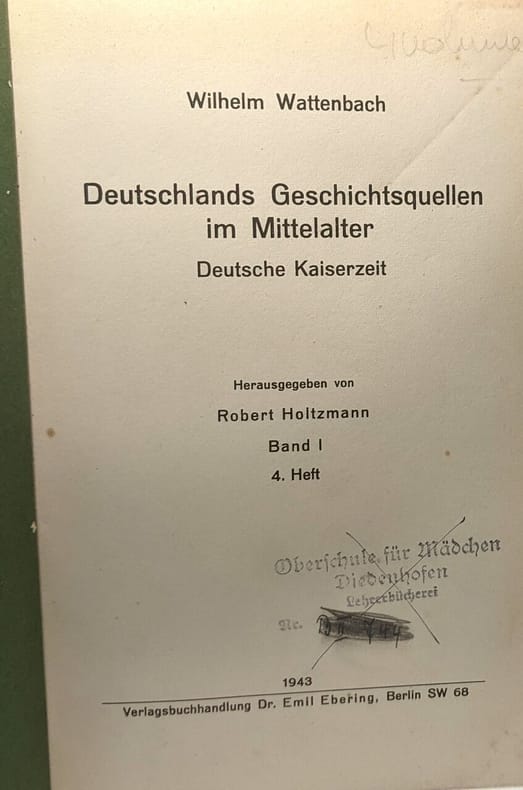 Wilhelm Wattenbach
Deutschlands Geschichtsquellen
im Mittelalter
Deutsche Kaiserzeit
Herausgegeben von
Robert Holtzmann
Band I
4. Heft
Oberschule für Mädchen
Diedenhofen
Lehrerbücherei
Nr.
1943
Verlagsbuchhandlung Dr. Emil Ebering, Berlin SW 68